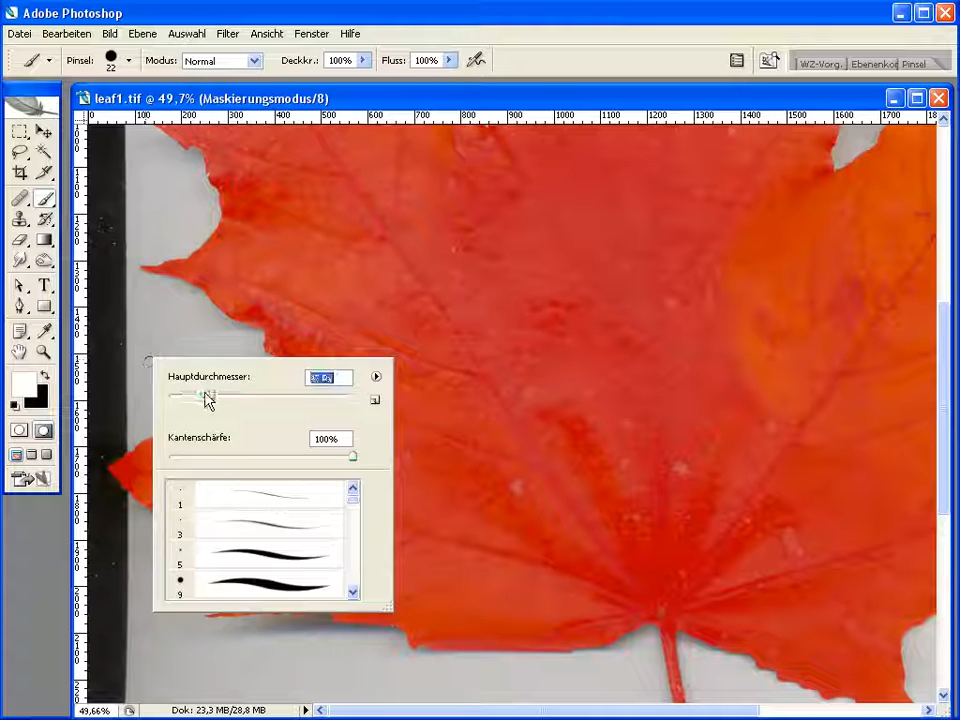 Adobe Photoshop
Datei Bearbeiten Bild Ebene Auswahl Filter Ansicht Fenster Hilfe
Pinsel: 22 Modus: Normal Deckkr.: 100% Fluss: 100% WZ-Vorg. Ebenenkor Pinsel
leaf1.tif @ 49,7% (Maskierungsmodus/8)
0 100 200 300 400 500 600 700 800 900 1000 1100 1200 1300 1400 1500 1600 1700 18
Hauptdurchmesser:
Kantenschärfe: 100%
1
3
5
9
49,66% Dok: 23,3 MB/28,8 MB